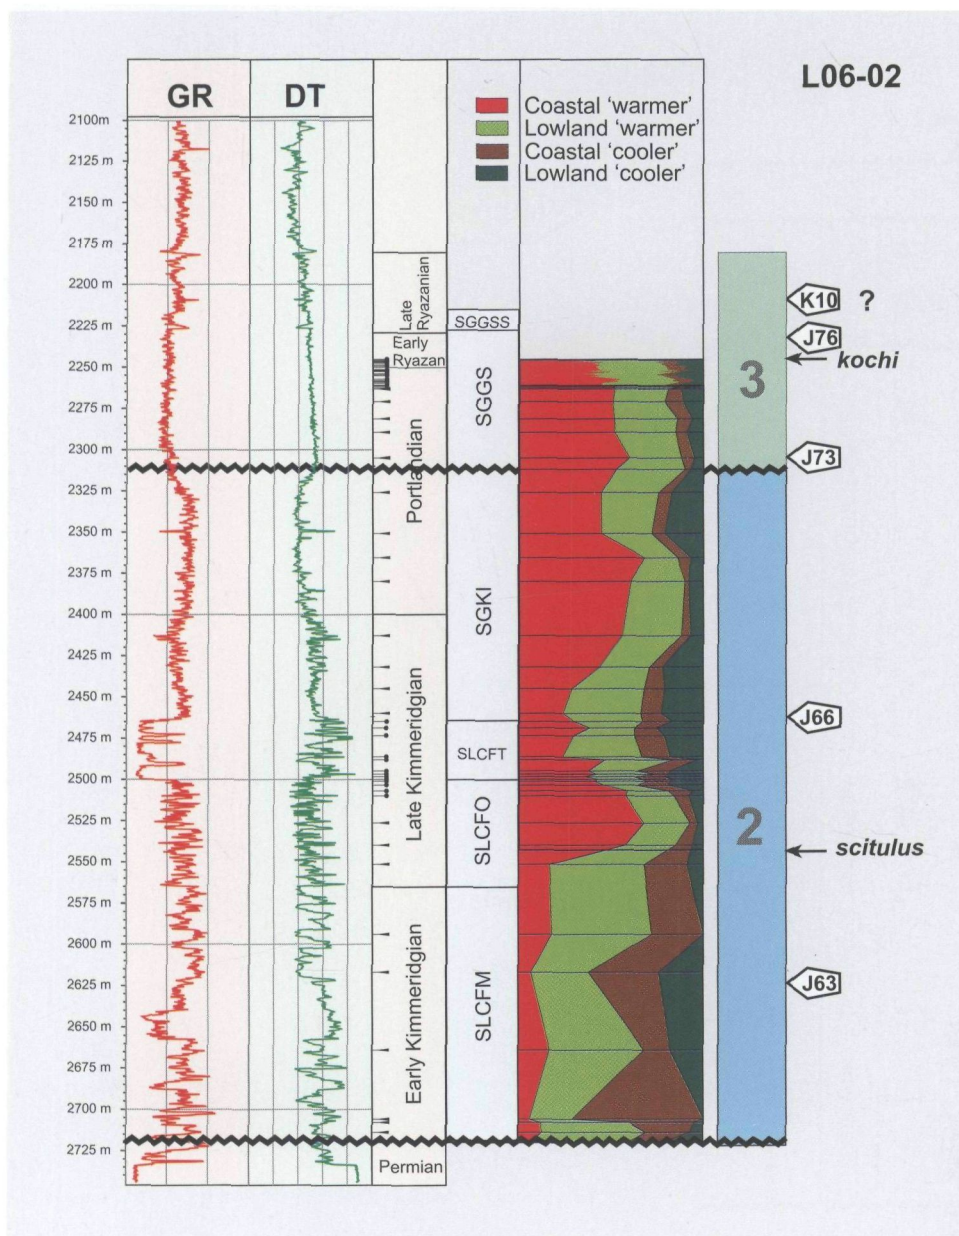 L06-02
GR
DT
Coastal 'warmer'
Lowland 'warmer'
Coastal 'cooler'
Lowland 'cooler'
2100m
2125 m
2150 m
2175 m
2200 m
2225 m
2250 m
2275 m
2300 m
2325 m
2350 m
2375 m
2400 m
2425 m
2450 m
2475 m
2500 m
2525 m
2550 m
2575 m
2600 m
2625 m
2650 m
2675 m
2700 m
2725 m
Late
Ryazanian
Early
Ryazan
Portlandian
Late Kimmeridgian
Early Kimmeridgian
Permian
SGGSS
SGGS
SGKI
SLCFT
SLCFO
SLCFM
3
2
K10 ?
J76
kochi
J73
J66
scitulus
J63